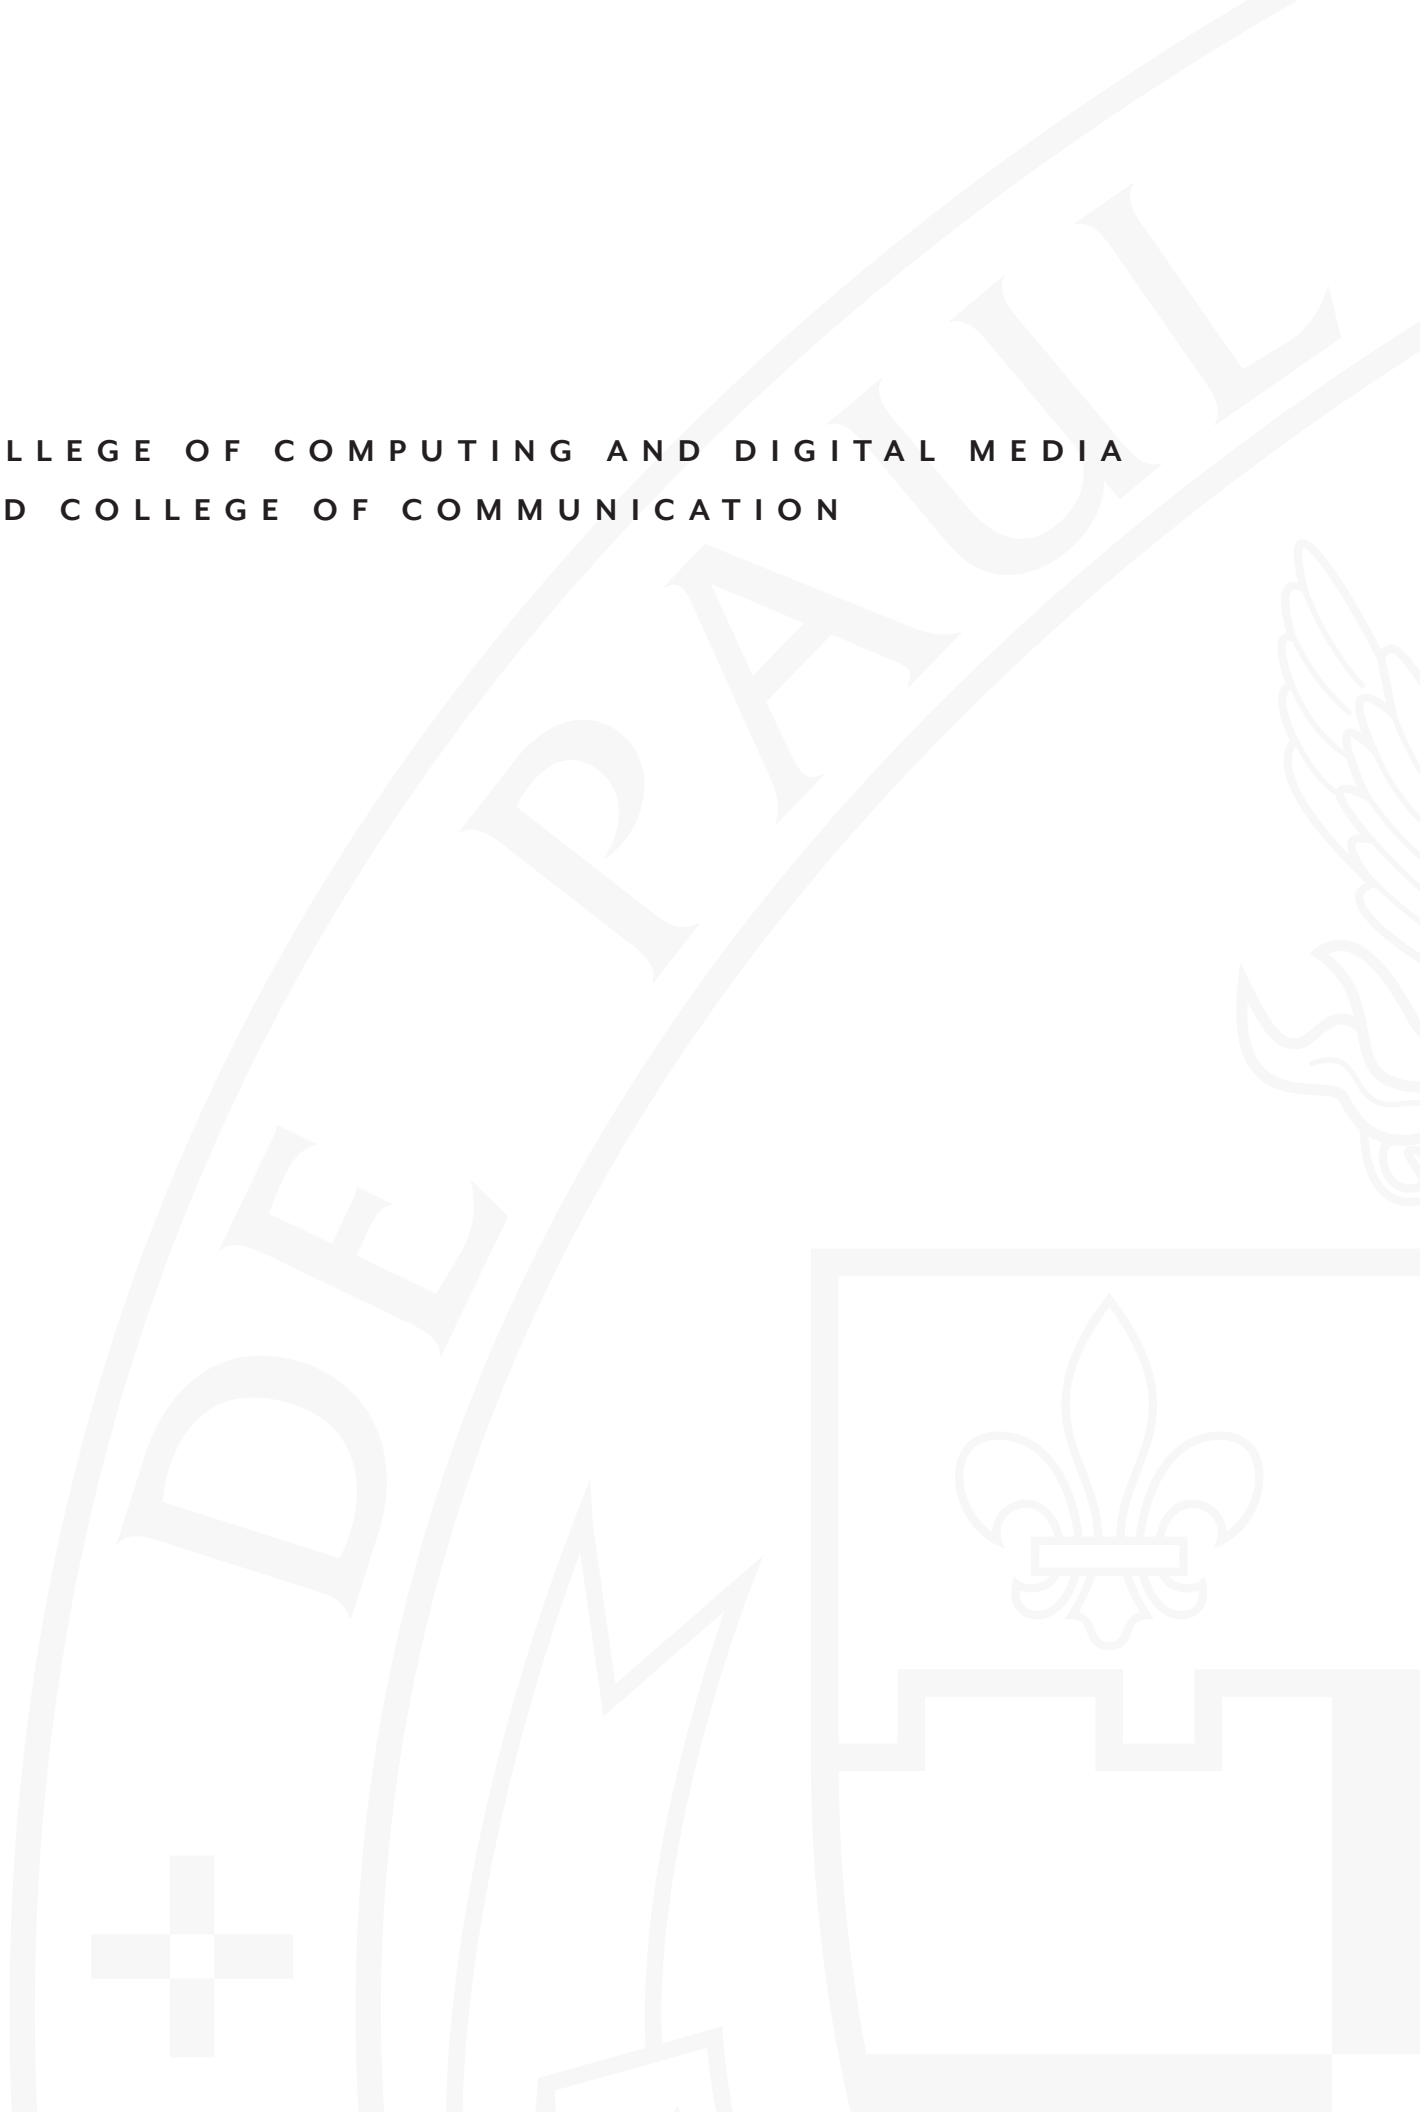 LLEGE OF COMPUTING AND DIGITAL MEDIA
D COLLEGE OF COMMUNICATION
DE PAUL